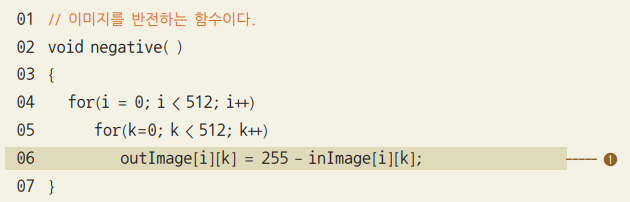 01 // 이미지를 반전하는 함수이다.
02 void negative( )
03 {
04 for(i = 0; i < 512; i++)
05 for(k=0; k < 512; k++)
06 outImage[i][k] = 255 - inImage[i][k]; ----- ❶
07 }